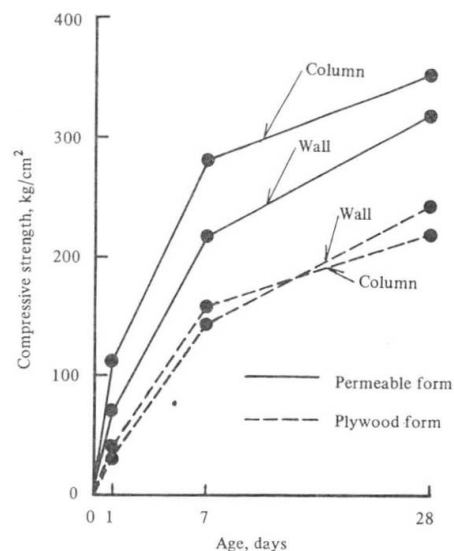 400
300
200
100
0
Compressive strength, kg/cm²
Column
Wall
Wall
Column
Permeable form
Plywood form
0 1 7 28
Age, days